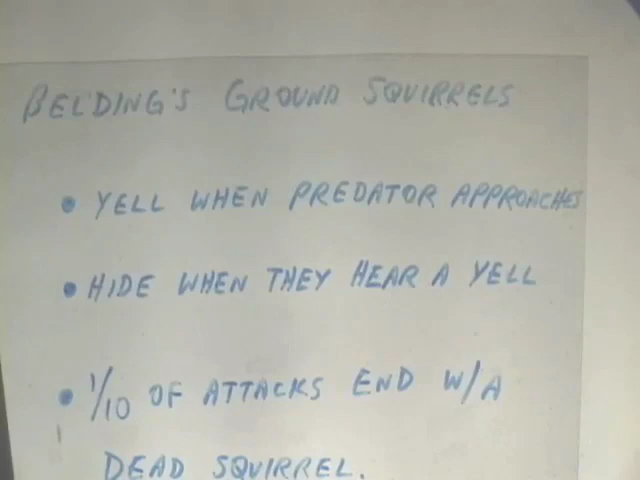 BELDING'S GROUND SQUIRRELS
• YELL WHEN PREDATOR APPROACHES
• HIDE WHEN THEY HEAR A YELL
• 1/10 OF ATTACKS END W/A
DEAD SQUIRREL.